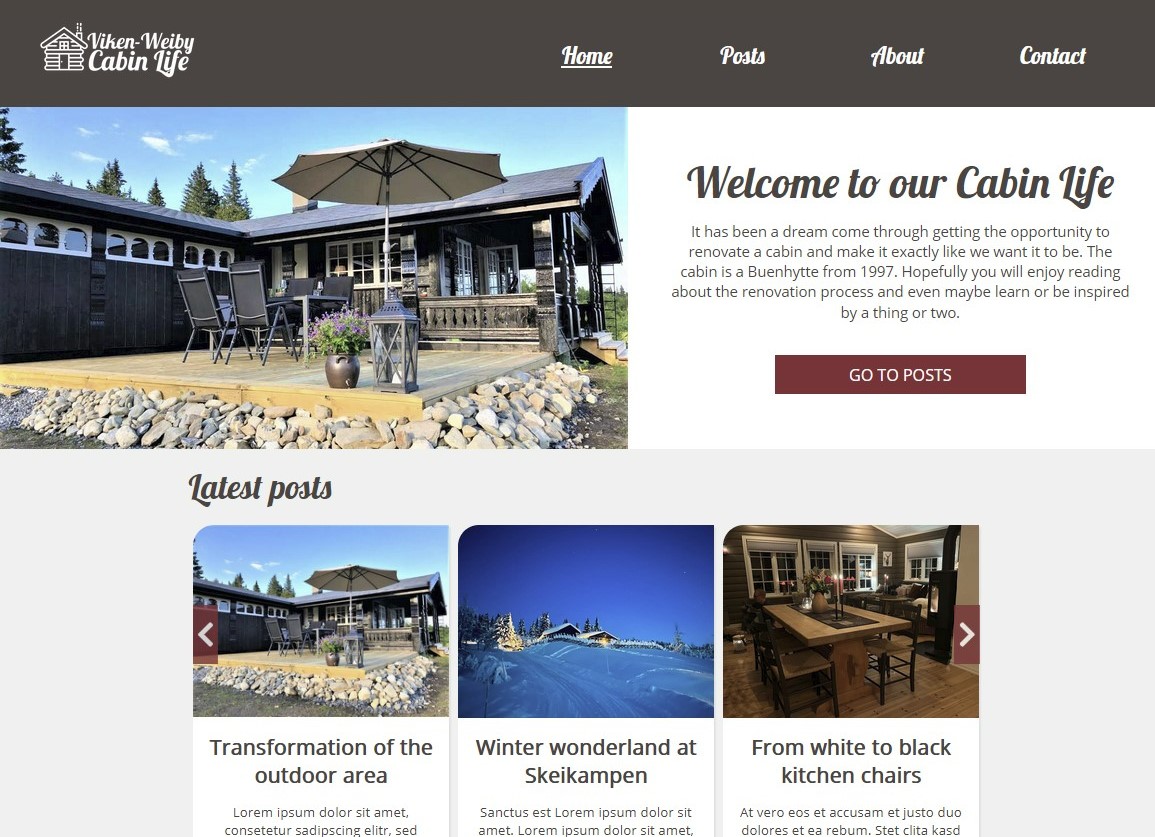 Viken-Weiby
Cabin Life
Home
Posts
About
Contact
Welcome to our Cabin Life
It has been a dream come through getting the opportunity to
renovate a cabin and make it exactly like we want it to be. The
cabin is a Buenhytte from 1997. Hopefully you will enjoy reading
about the renovation process and even maybe learn or be inspired
by a thing or two.
GO TO POSTS
Latest posts
Transformation of the
outdoor area
Lorem ipsum dolor sit amet,
consetetur sadipscing elitr, sed
Winter wonderland at
Skeikampen
Sanctus est Lorem ipsum dolor sit
amet. Lorem ipsum dolor sit amet,
From white to black
kitchen chairs
At vero eos et accusam et justo duo
dolores et ea rebum. Stet clita kasd